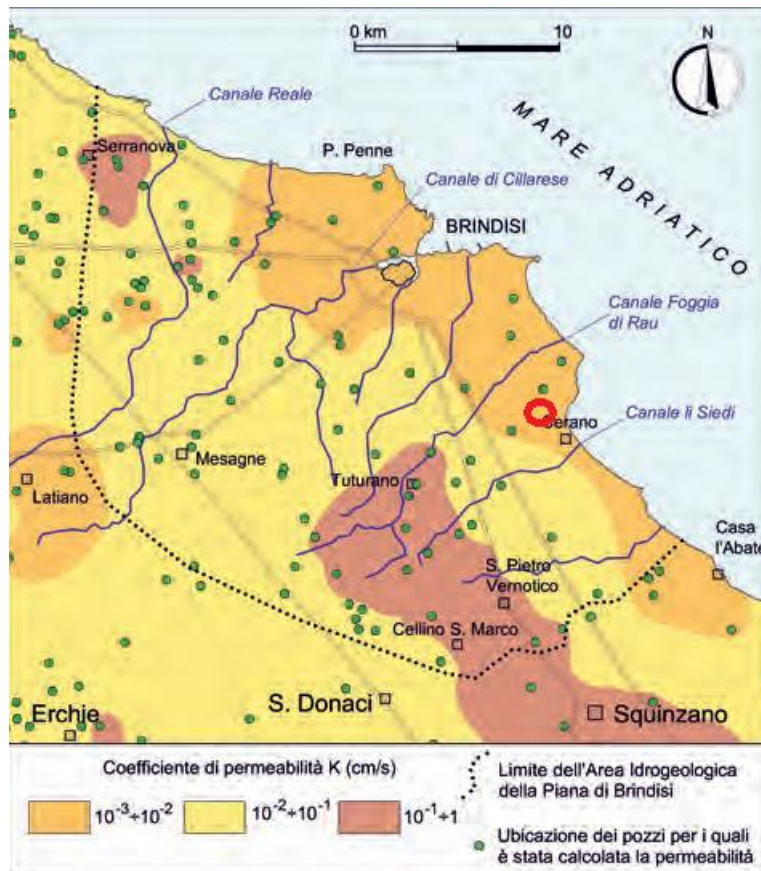 0 km 10
N
Canale Reale
MARE ADRIATICO
Serranova
P. Penne
Canale di Cillarese
BRINDISI
Canale Foggia
di Rau
Canale li Siedi
Mesagne
Latiano
Tuturano
Casa
l'Abate
S. Pietro
Vernotico
Cellino S. Marco
S. Donaci
Erchie
Squinzano
Coefficiente di permeabilità K (cm/s)
10⁻³÷10⁻²
10⁻²÷10⁻¹
10⁻¹÷1
Limite dell'Area Idrogeologica
della Piana di Brindisi
Ubicazione dei pozzi per i quali
è stata calcolata la permeabilità